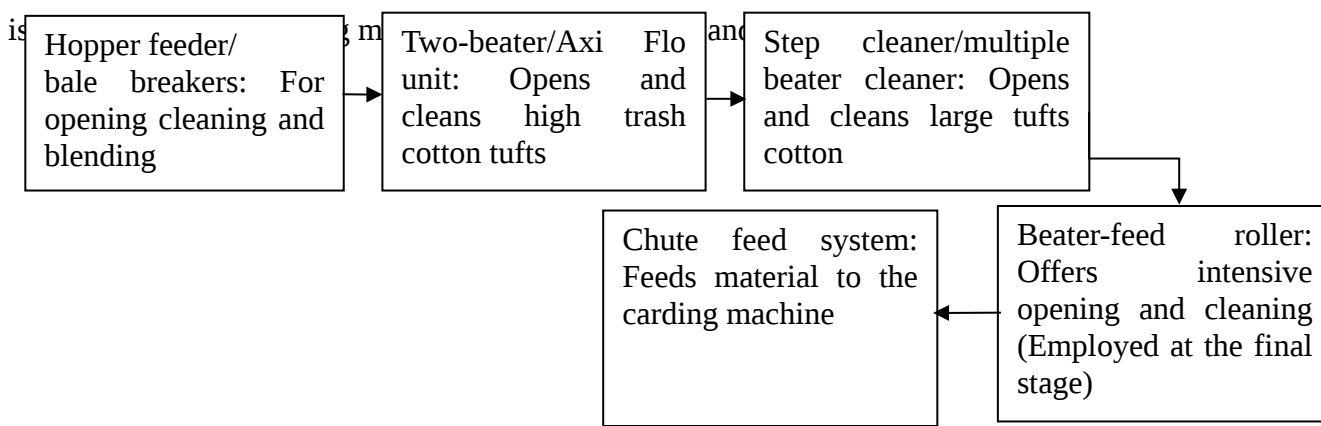 is
g m
and
Hopper feeder/
bale breakers: For
opening cleaning and
blending
Two-beater/Axi Flo
unit: Opens and
cleans high trash
cotton tufts
Step cleaner/multiple
beater cleaner: Opens
and cleans large tufts
cotton
Beater-feed roller:
Offers intensive
opening and cleaning
(Employed at the final
stage)
Chute feed system:
Feeds material to the
carding machine